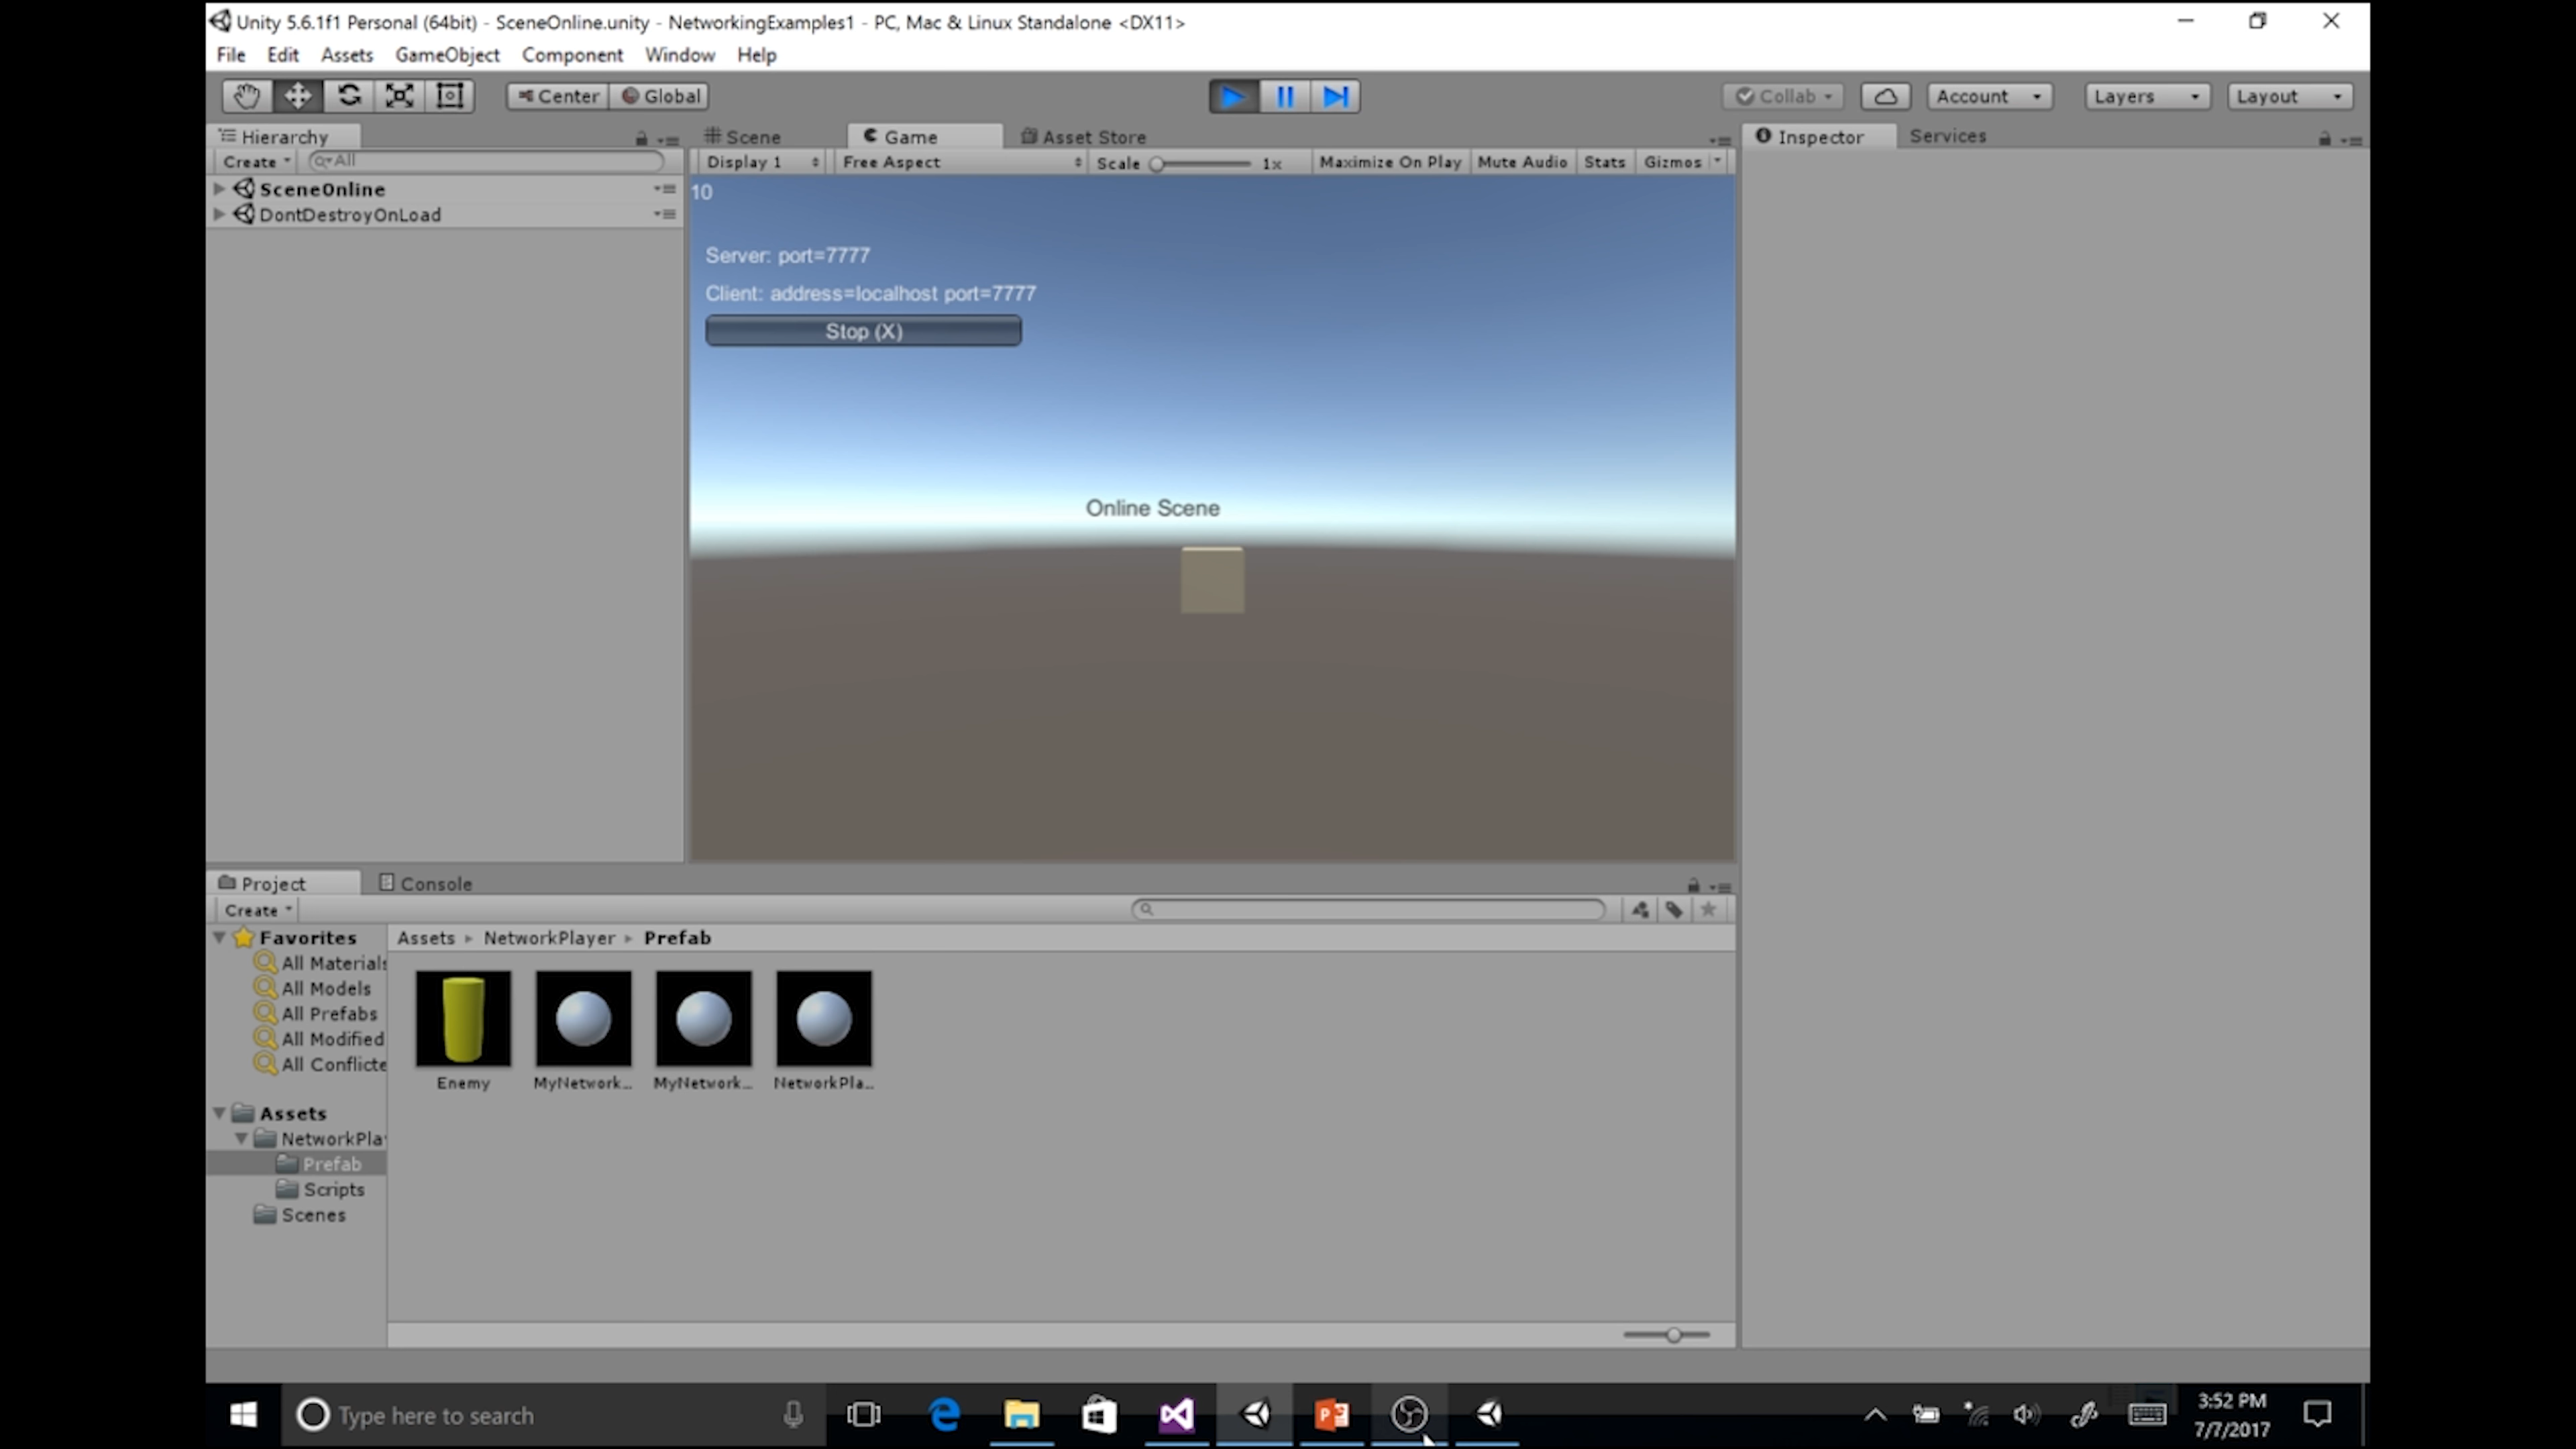 Unity 5.6.1f1 Personal (64bit) - SceneOnline.unity - NetworkingExamples1 - PC, Mac & Linux Standalone <DX11>
File Edit Assets GameObject Component Window Help
Center Global Collab Account Layers Layout
Hierarchy
Create All
SceneOnline
DontDestroyOnLoad
Scene Game Asset Store
Display 1 Free Aspect Scale 1x Maximize On Play Mute Audio Stats Gizmos
10
Server: port=7777
Client: address=localhost port=7777
Stop (X)
Online Scene
Inspector Services
Project Console
Create
Favorites
All Materials
All Models
All Prefabs
All Modified
All Conflicte
Assets
NetworkPla
Prefab
Scripts
Scenes
Assets NetworkPlayer Prefab
Enemy MyNetwork... MyNetwork... NetworkPla...
Type here to search
3:52 PM
7/7/2017